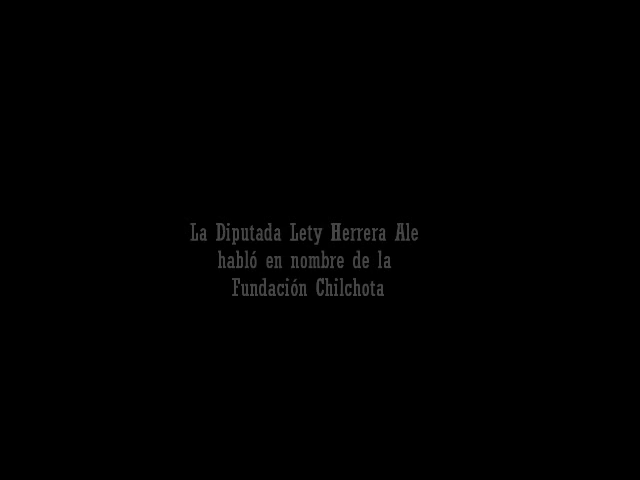 La Diputada Lety Herrera Ale
habló en nombre de la
Fundación Chilchota